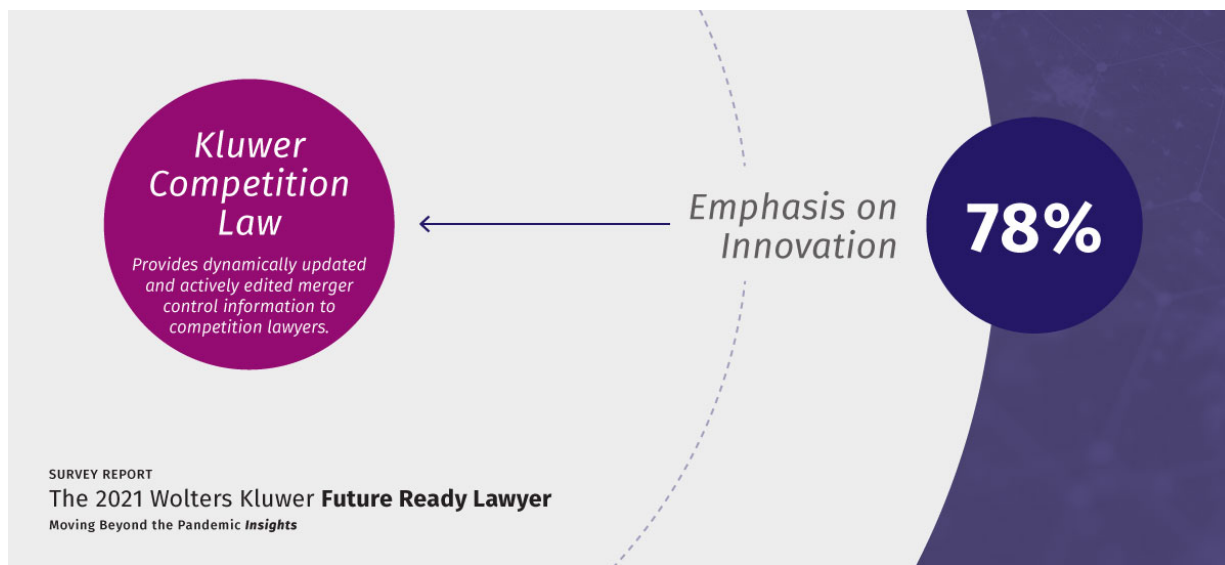 Kluwer
Competition
Law
Provides dynamically updated
and actively edited merger
control information to
competition lawyers.
Emphasis on
Innovation
78%
SURVEY REPORT
The 2021 Wolters Kluwer Future Ready Lawyer
Moving Beyond the Pandemic Insights